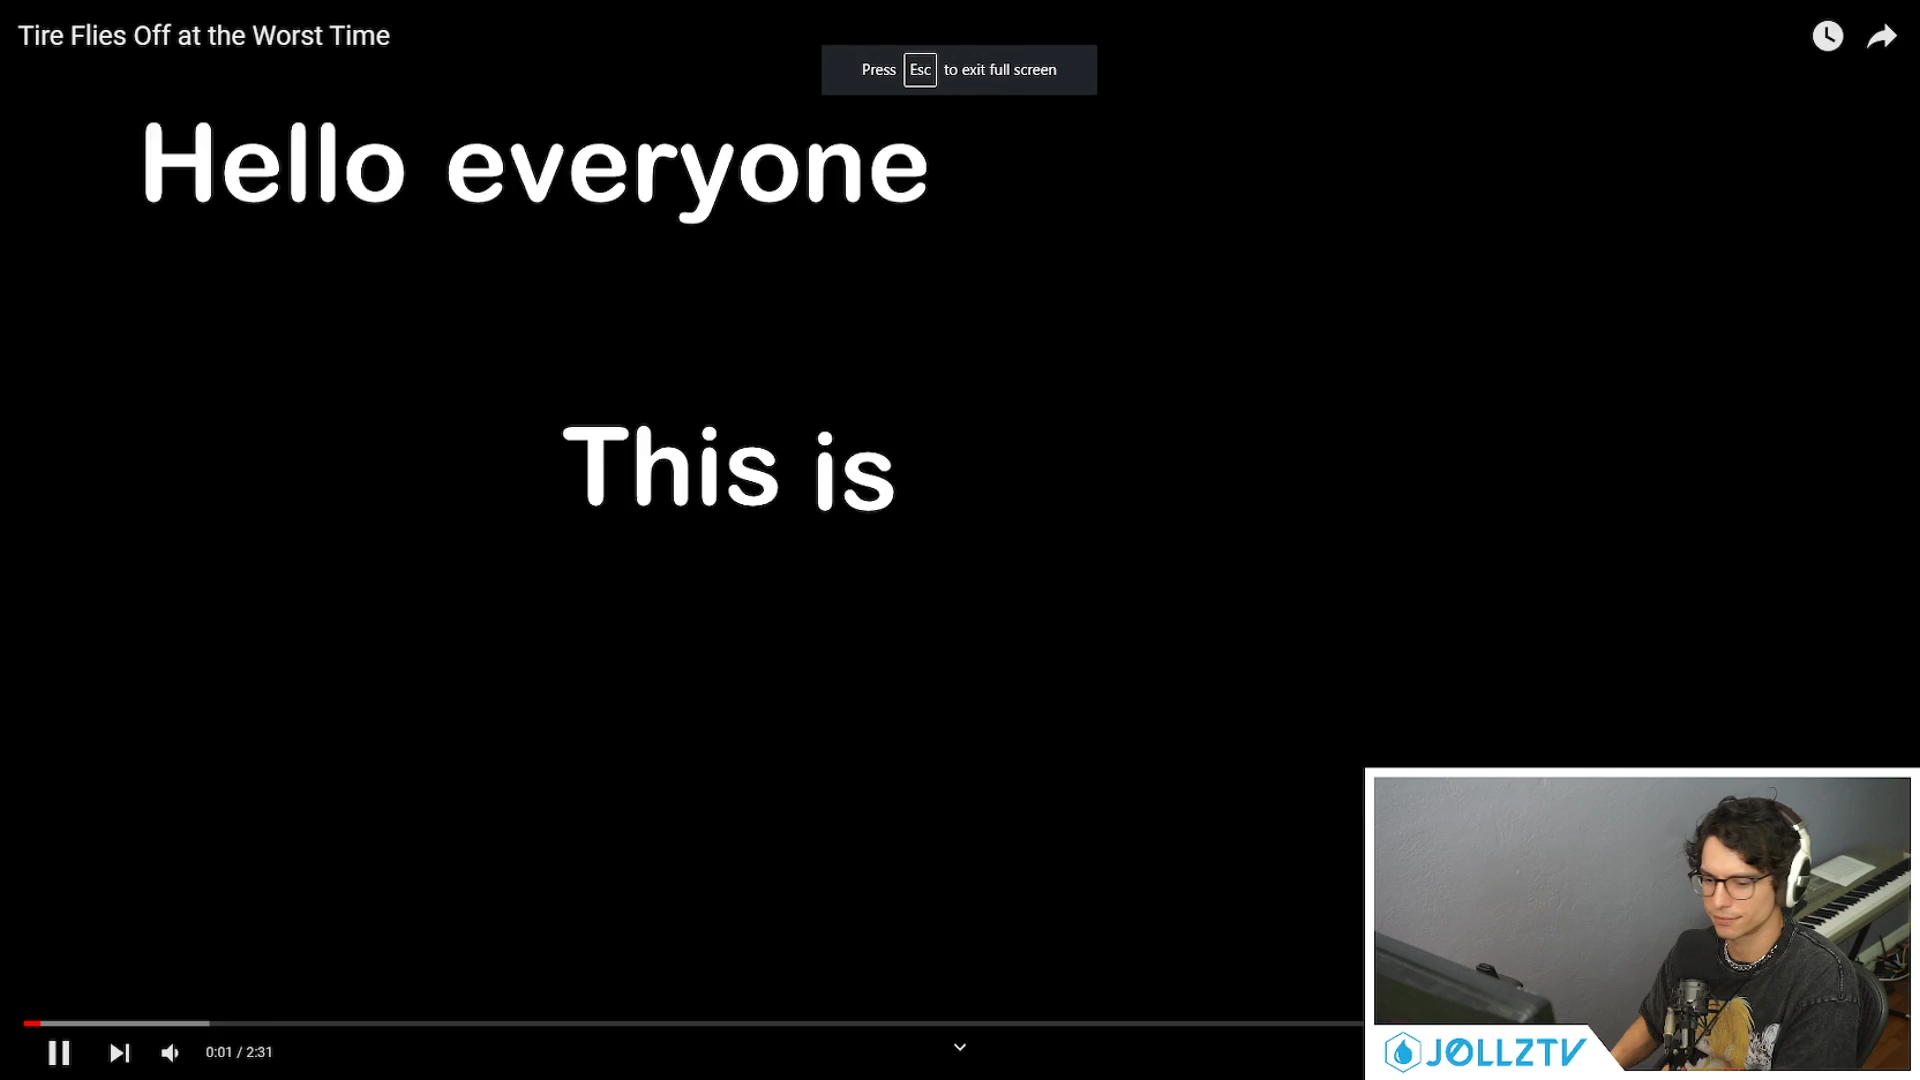 Tire Flies Off at the Worst Time
Press Esc to exit full screen
Hello everyone
This is
0:01 / 2:31
JØLLZTV